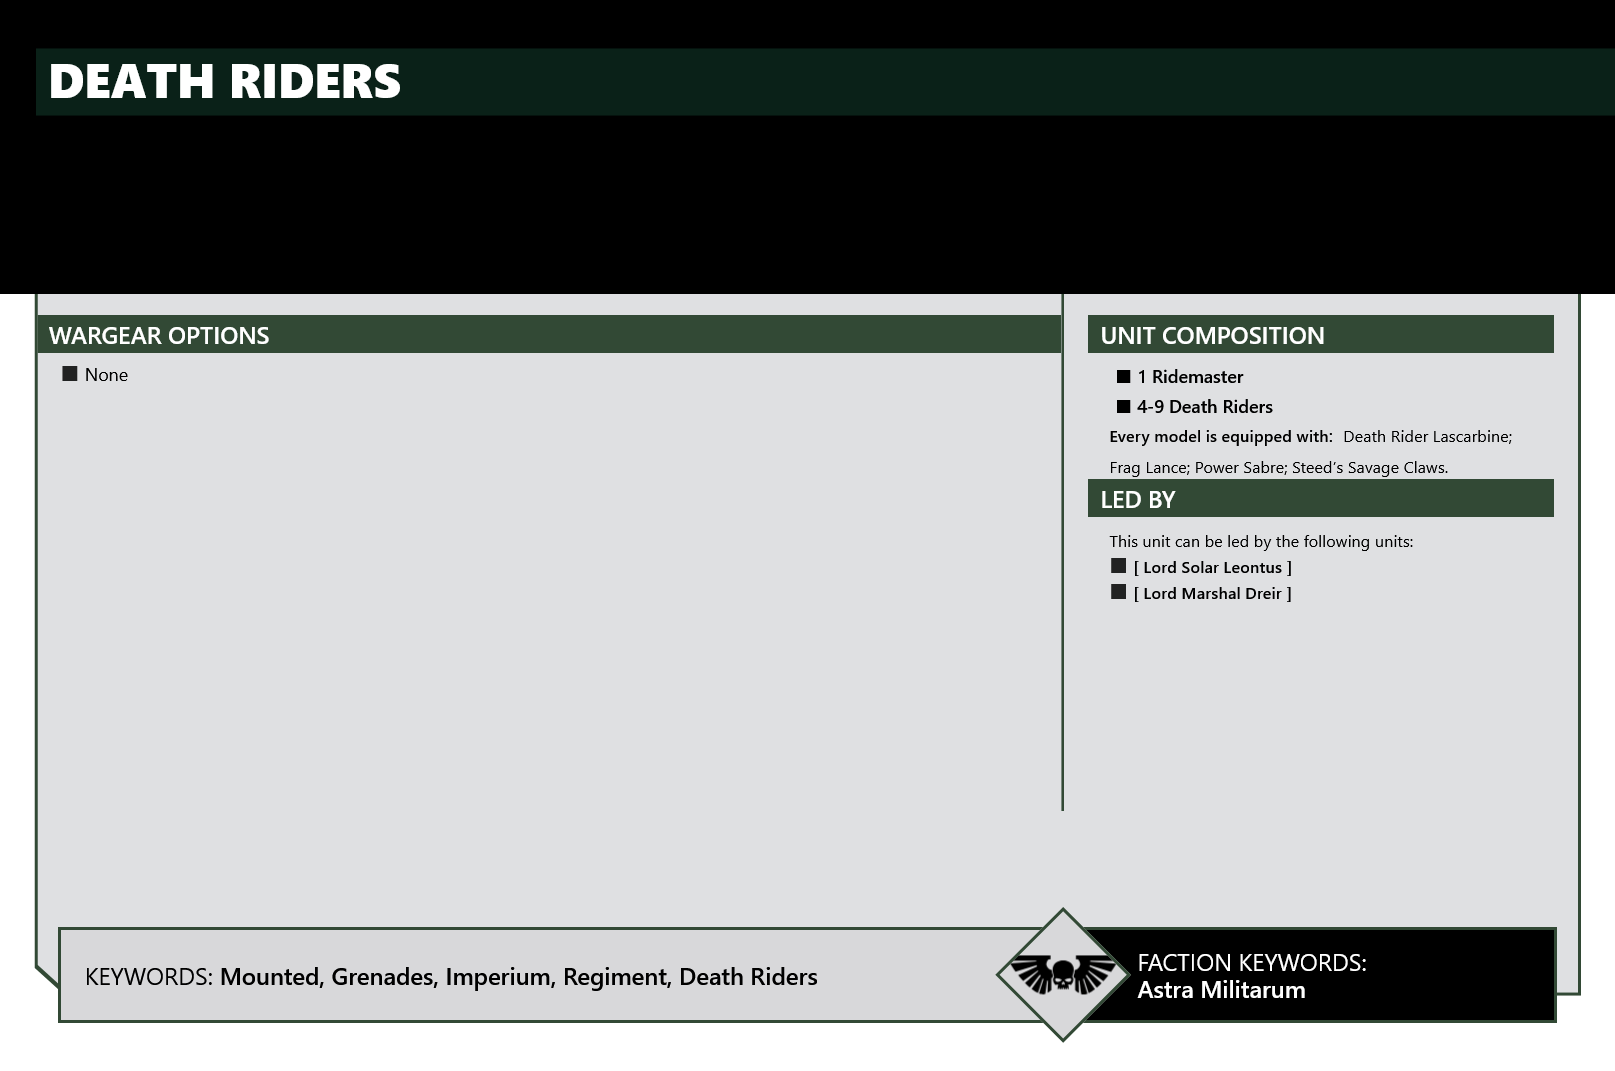 DEATH RIDERS
WARGEAR OPTIONS
■ None
UNIT COMPOSITION
■ 1 Ridemaster
■ 4-9 Death Riders
Every model is equipped with: Death Rider Lascarbine;
Frag Lance; Power Sabre; Steed’s Savage Claws.
LED BY
This unit can be led by the following units:
■ [ Lord Solar Leontus ]
■ [ Lord Marshal Dreir ]
KEYWORDS: Mounted, Grenades, Imperium, Regiment, Death Riders
FACTION KEYWORDS:
Astra Militarum